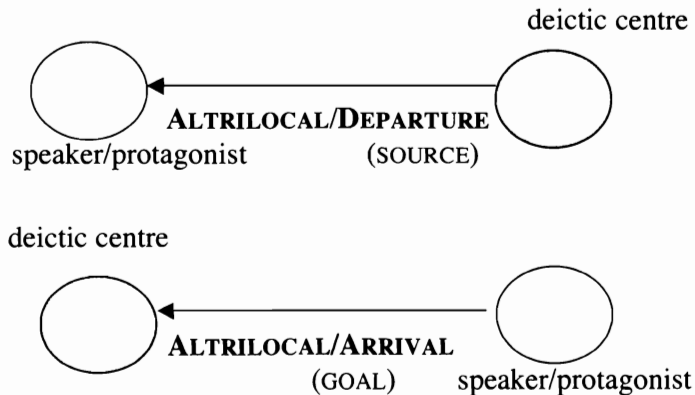 deictic centre
ALTRILOCAL/DEPARTURE
speaker/protagonist (SOURCE)
deictic centre
ALTRILOCAL/ARRIVAL
(GOAL) speaker/protagonist